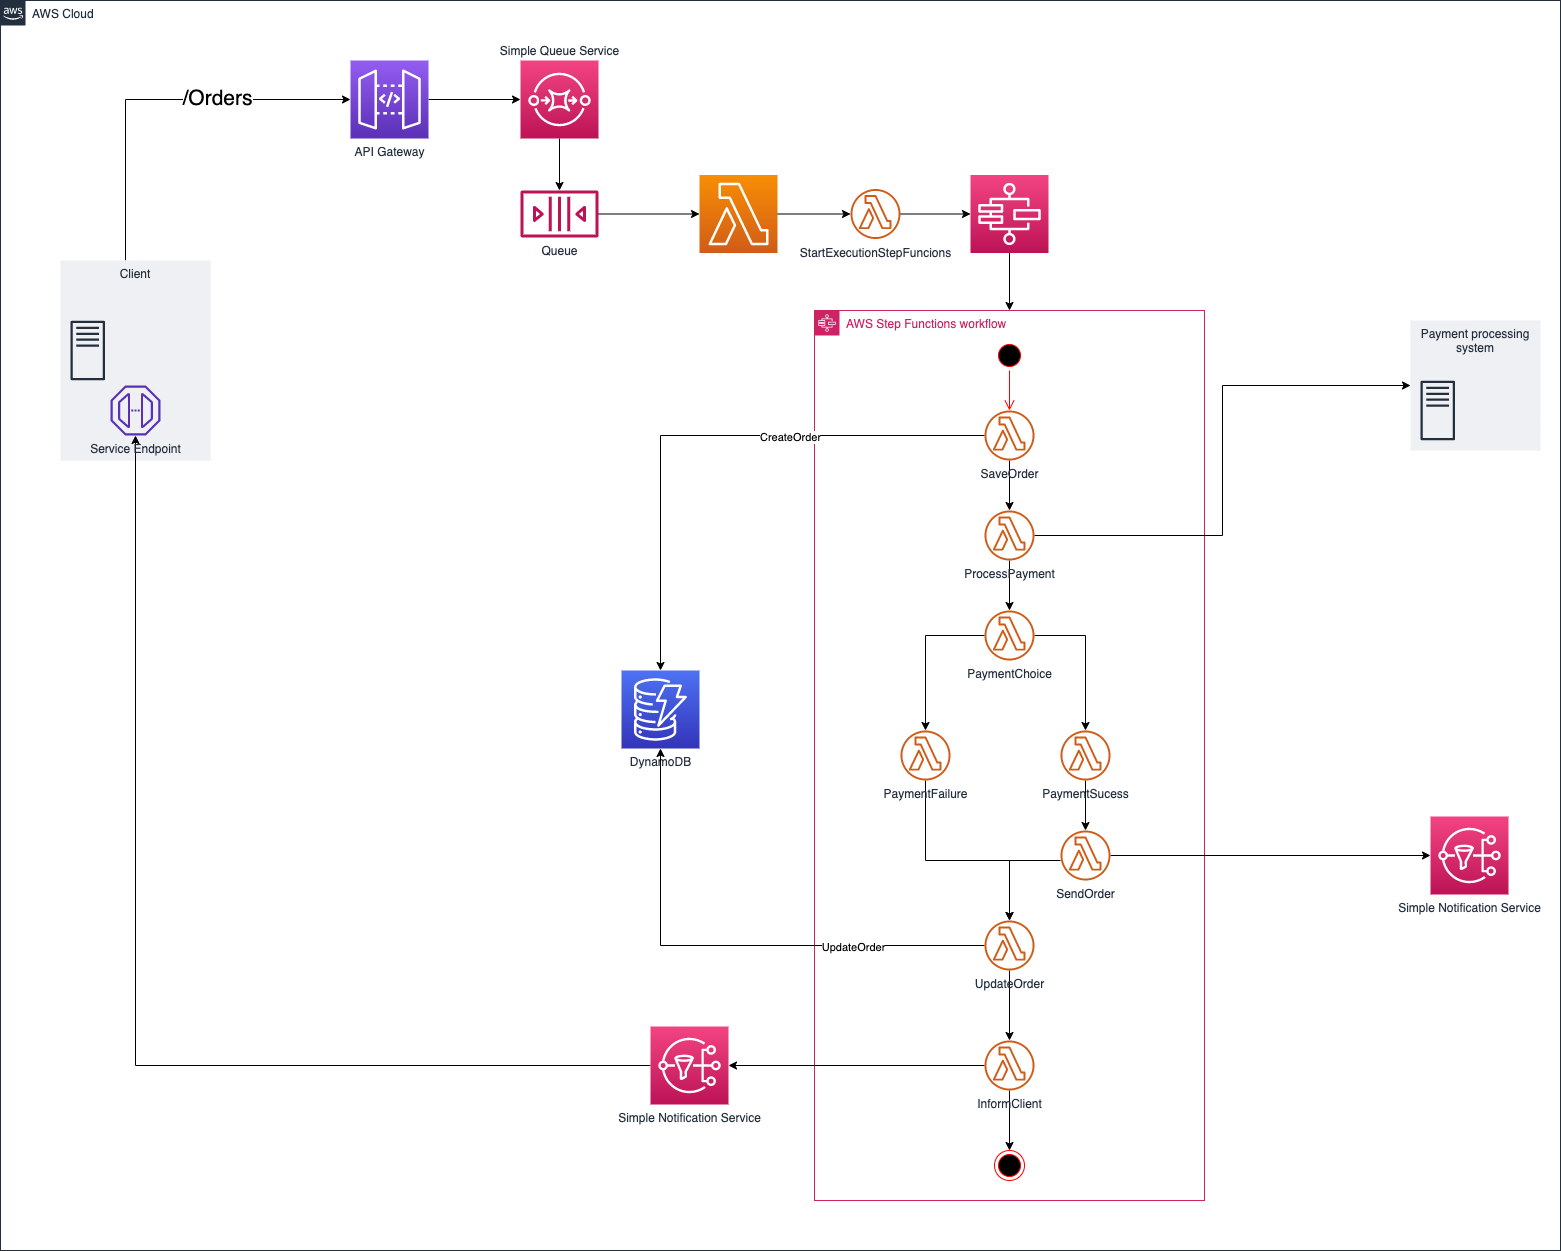 aws
AWS Cloud
Simple Queue Service
/Orders
API Gateway
Queue
StartExecutionStepFuncions
Client
AWS Step Functions workflow
Payment processing
system
CreateOrder
Service Endpoint
SaveOrder
ProcessPayment
PaymentChoice
DynamoDB
PaymentFailure
PaymentSucess
SendOrder
Simple Notification Service
UpdateOrder
UpdateOrder
InformClient
Simple Notification Service